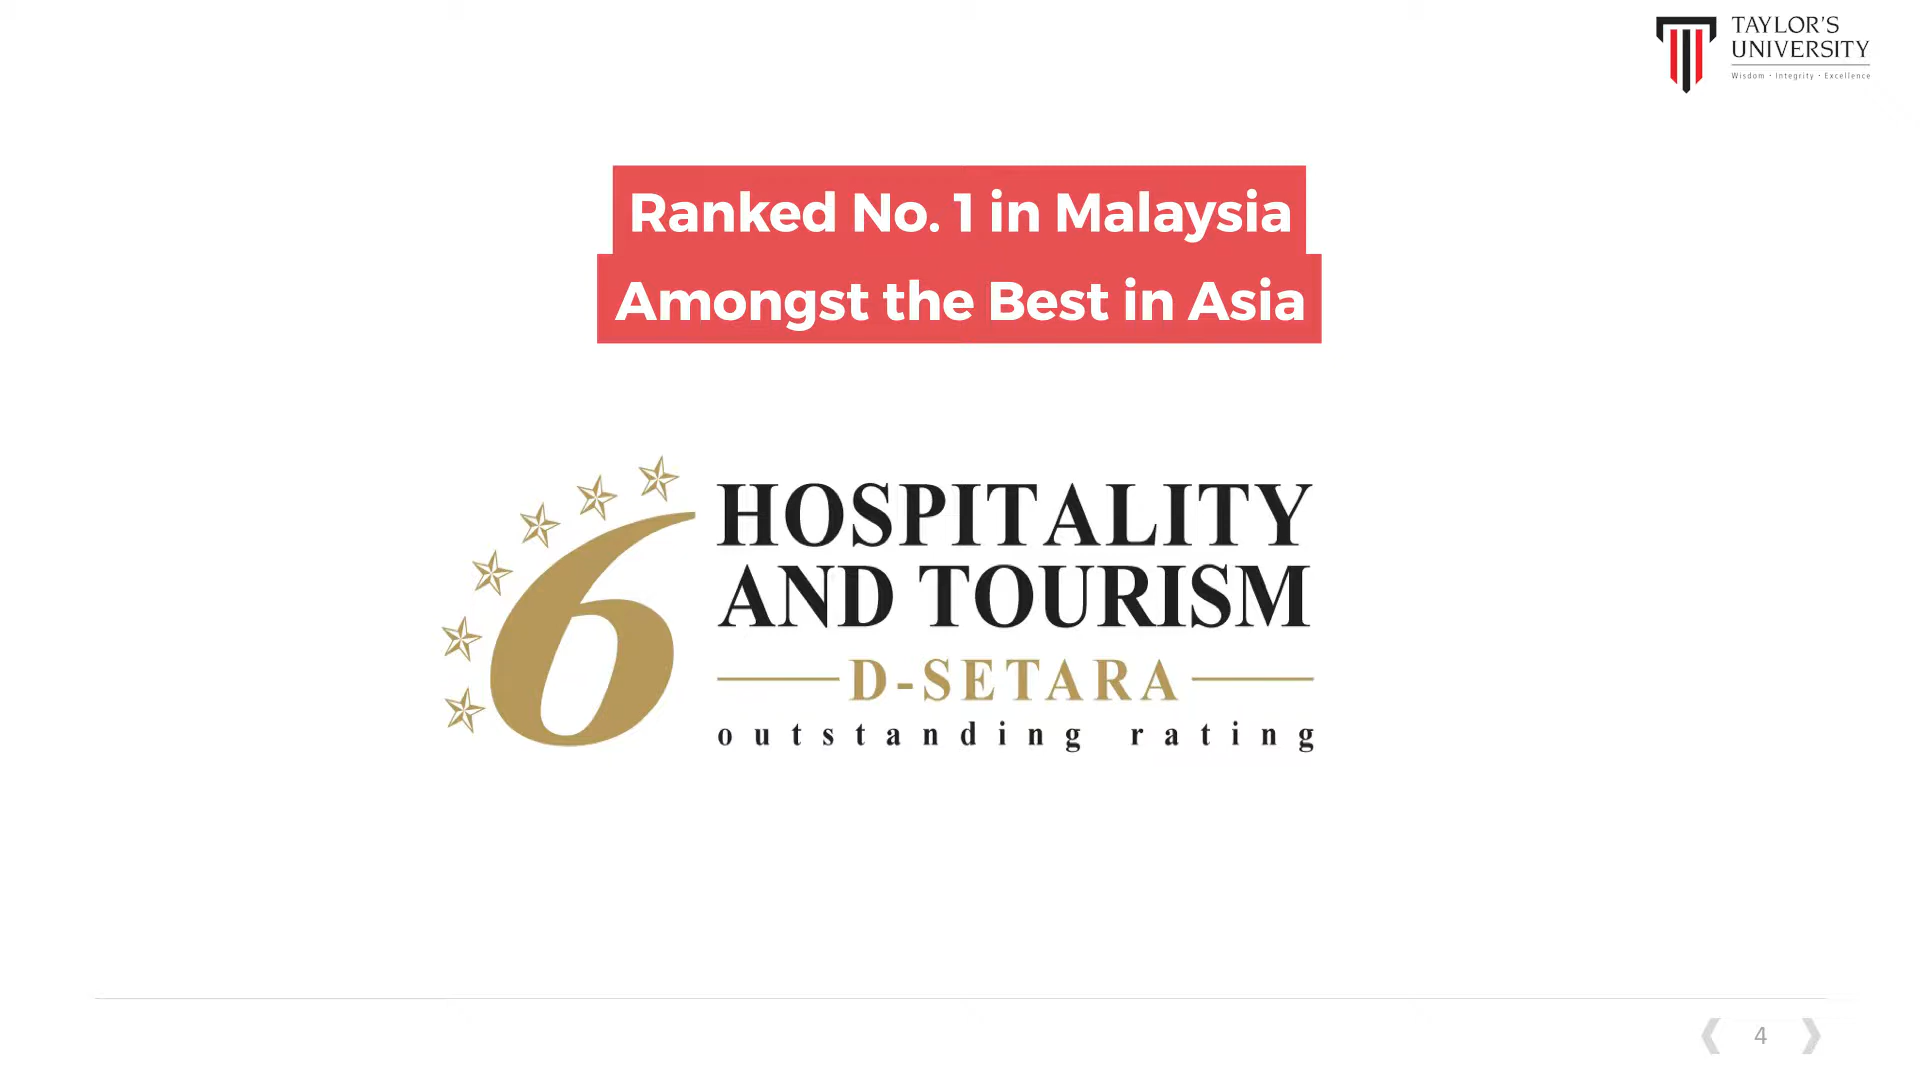 TAYLOR'S
UNIVERSITY
Wisdom • Integrity • Excellence
Ranked No. 1 in Malaysia
Amongst the Best in Asia
6
HOSPITALITY
AND TOURISM
D-SETARA
outstanding rating
4